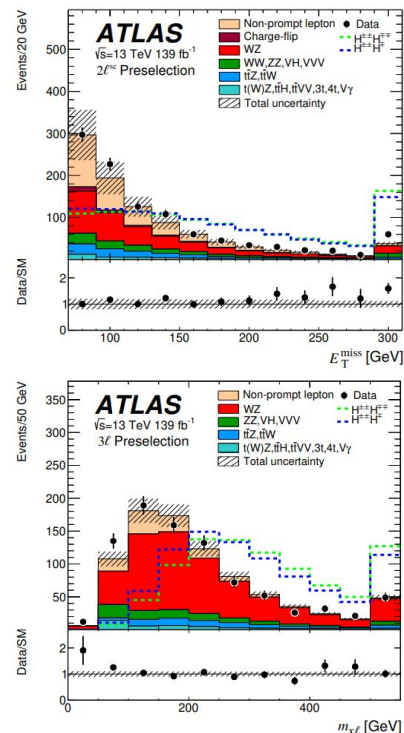 Events/20 GeV
ATLAS
√s=13 TeV 139 fb⁻¹
2ℓˢᶜ Preselection
Non-prompt lepton
Charge-flip
WZ
WW,ZZ,VH,VVV
tt̄Z,tt̄W
t(W)Z,tt̄H,tt̄VV,3t,4t,Vγ
Total uncertainty
Data
H±±H∓∓
H±±H∓
500
400
300
200
100
Data/SM
2
1
0
100 150 200 250 300
E_T^miss [GeV]
Events/50 GeV
ATLAS
√s=13 TeV 139 fb⁻¹
3ℓ Preselection
Non-prompt lepton
WZ
ZZ,VH,VVV
tt̄Z,tt̄W
t(W)Z,tt̄H,tt̄VV,3t,4t,Vγ
Total uncertainty
Data
H±±H∓∓
H±±H∓
350
300
250
200
150
100
50
Data/SM
2
1
0
0 200 400
m_xℓ [GeV]